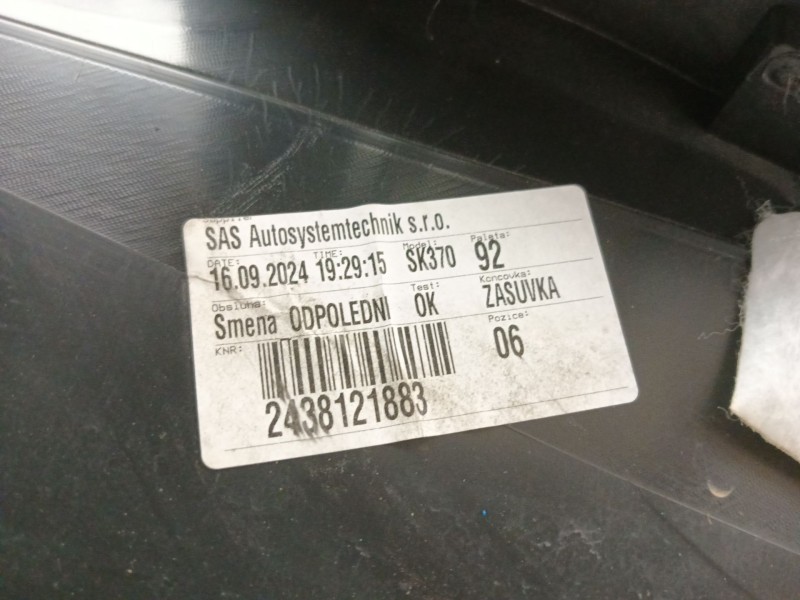 SAS Autosystemtechnik s.r.o.
DATE: TIME: Model: Paleta:
16.09.2024 19:29:15 SK370 92
Obsluha: Test: Koncovka:
Smena ODPOLEDNI OK ZASUVKA
KNR: Pozice:
06
2438121883